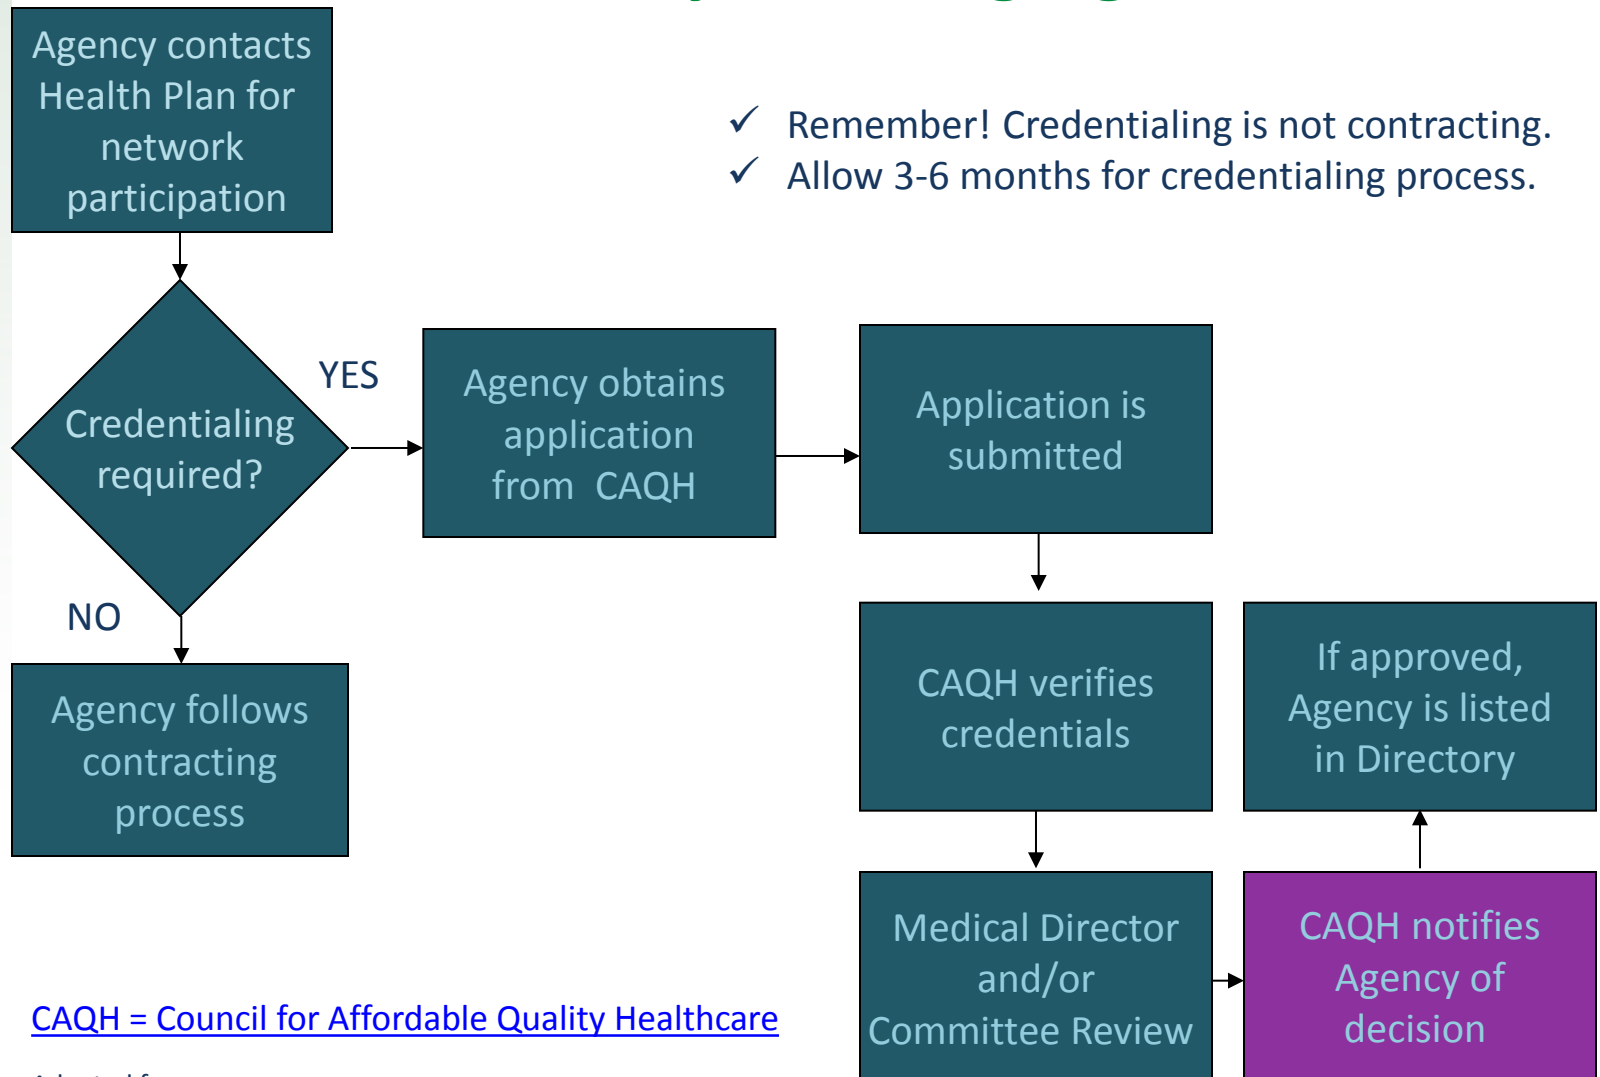 Agency contacts
Health Plan for
network
participation
✓ Remember! Credentialing is not contracting.
✓ Allow 3-6 months for credentialing process.
Credentialing
required?
YES
NO
Agency obtains
application
from CAQH
Application is
submitted
Agency follows
contracting
process
CAQH verifies
credentials
If approved,
Agency is listed
in Directory
Medical Director
and/or
Committee Review
CAQH notifies
Agency of
decision
CAQH = Council for Affordable Quality Healthcare